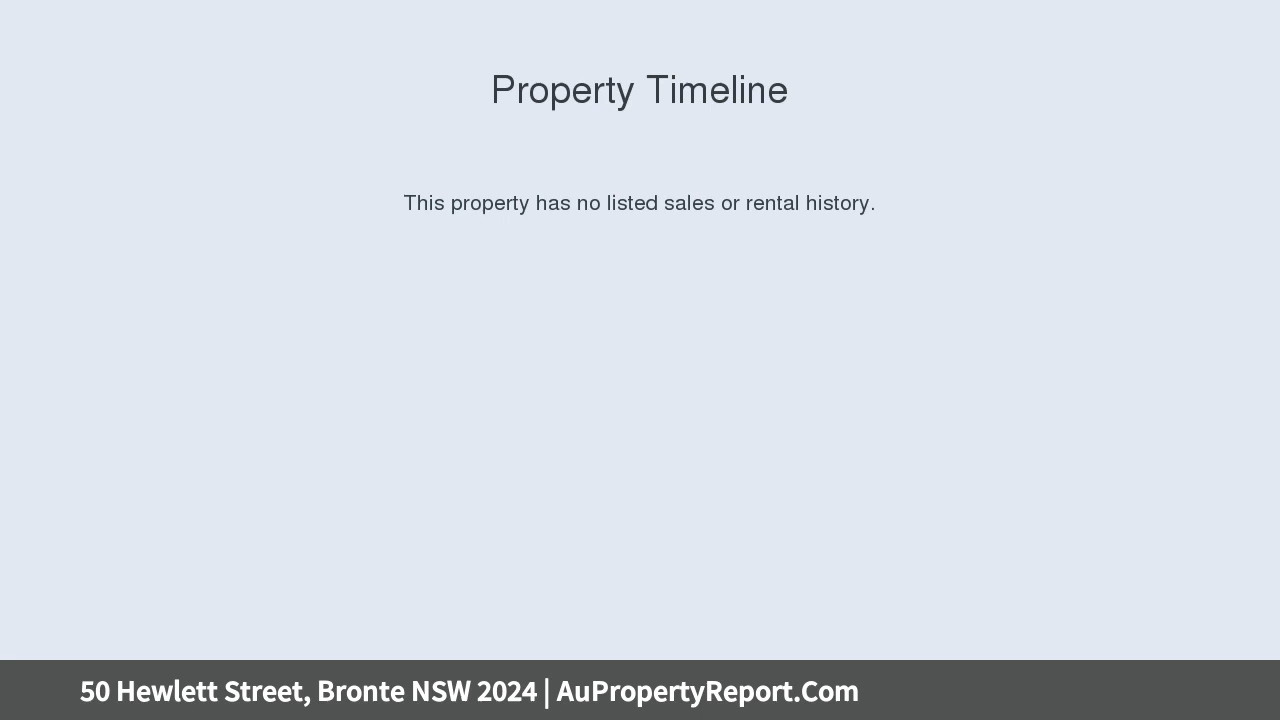 Property Timeline
This property has no listed sales or rental history.
50 Hewlett Street, Bronte NSW 2024 | AuPropertyReport.Com